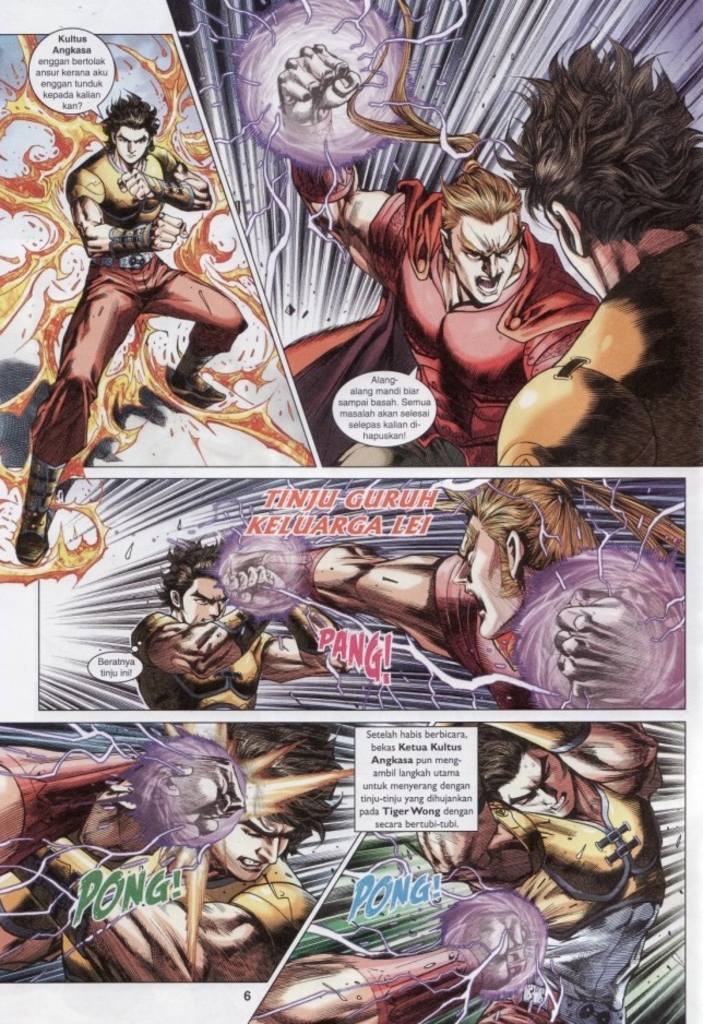 Kultus
Angkasa
enggan bertolak
ansur kerana aku
enggan tunduk
kepada kalian
kan?
Alang-
alang mandi biar
sampai basah. Semua
masalah akan selesai
selepas kalian di-
hapuskan!
TINJU GURUH
KELUARGA LEI
PANG!
Beratnya
tinju ini!
Setelah habis berbicara,
bekas Ketua Kultus
Angkasa pun meng-
ambil langkah utama
untuk menyerang dengan
tinju-tinju yang dihujankan
pada Tiger Wong dengan
secara bertubi-tubi.
PONG!
PONG!
6